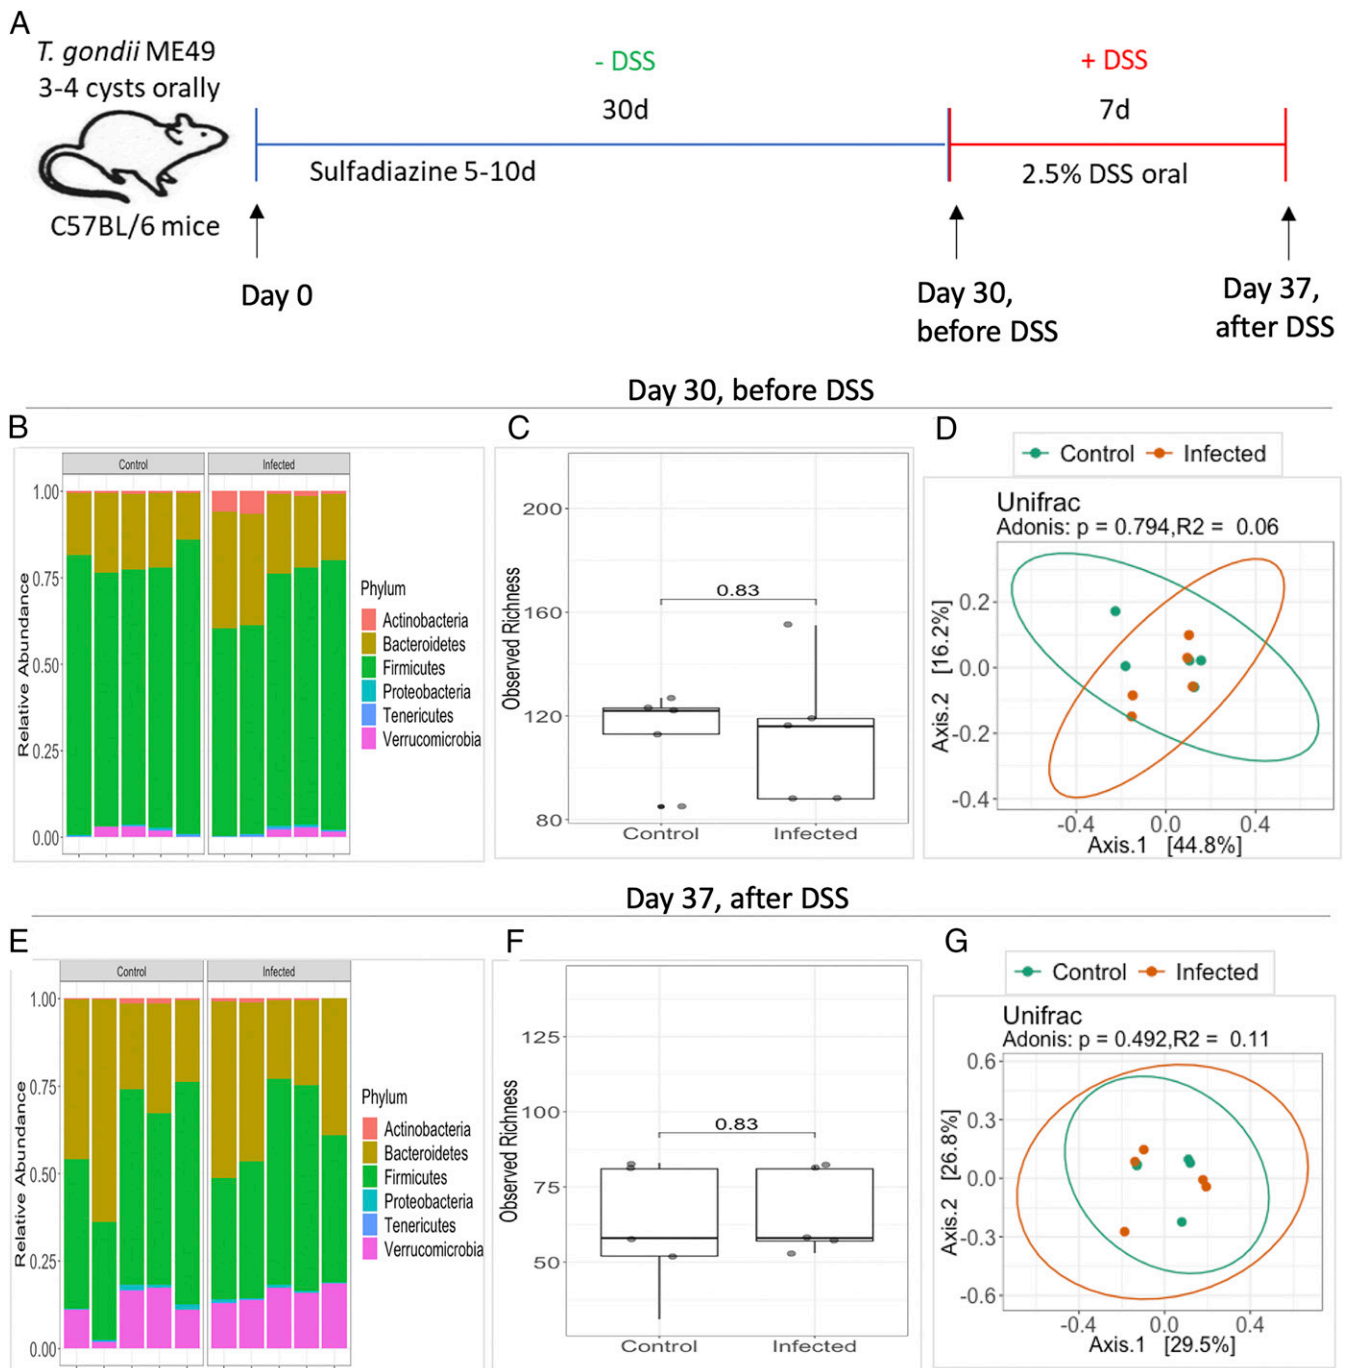 A
T. gondii ME49
3-4 cysts orally
C57BL/6 mice
- DSS
30d
Sulfadiazine 5-10d
+ DSS
7d
2.5% DSS oral
Day 0
Day 30,
before DSS
Day 37,
after DSS
Day 30, before DSS
B
Control
Infected
Relative Abundance
1.00
0.75
0.50
0.25
0.00
Phylum
Actinobacteria
Bacteroidetes
Firmicutes
Proteobacteria
Tenericutes
Verrucomicrobia
C
Observed Richness
200
160
120
80
0.83
Control
Infected
D
Control
Infected
Unifrac
Adonis: p = 0.794,R2 = 0.06
Axis.2 [16.2%]
0.2
0.0
-0.2
-0.4
-0.4
0.0
0.4
Axis.1 [44.8%]
Day 37, after DSS
E
Control
Infected
Relative Abundance
1.00
0.75
0.50
0.25
0.00
Phylum
Actinobacteria
Bacteroidetes
Firmicutes
Proteobacteria
Tenericutes
Verrucomicrobia
F
Observed Richness
125
100
75
50
0.83
Control
Infected
G
Control
Infected
Unifrac
Adonis: p = 0.492,R2 = 0.11
Axis.2 [26.8%]
0.6
0.3
0.0
-0.3
-0.6
-0.4
0.0
0.4
Axis.1 [29.5%]